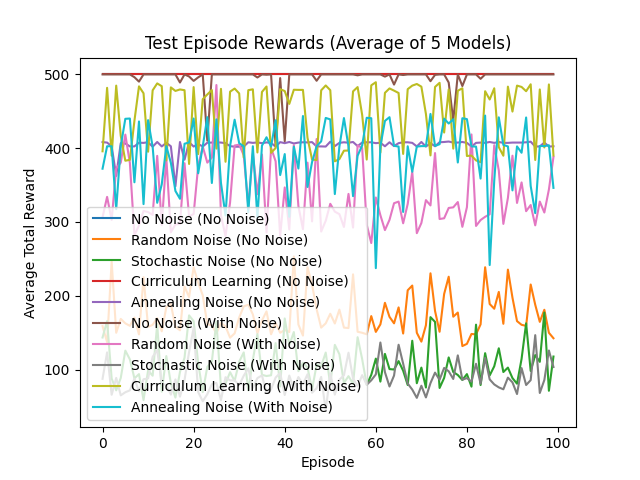 Test Episode Rewards (Average of 5 Models)
500
400
300
200
100
Average Total Reward
No Noise (No Noise)
Random Noise (No Noise)
Stochastic Noise (No Noise)
Curriculum Learning (No Noise)
Annealing Noise (No Noise)
No Noise (With Noise)
Random Noise (With Noise)
Stochastic Noise (With Noise)
Curriculum Learning (With Noise)
Annealing Noise (With Noise)
0 20 40 60 80 100
Episode